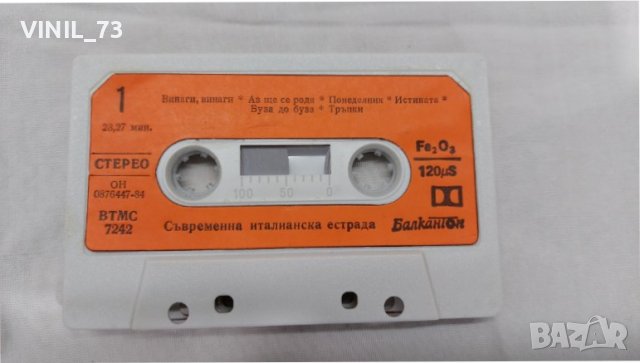 VINIL_73
1
Винаги, винаги * Аз ще се родя * Понеделник * Истината *
Буза до буза * Тръпки
23,27 мин.
СТЕРЕО
ОН
0876447-84
ВТМС
7242
Fe2O3
120μS
100 50 0
Съвременна италианска естрада
Балкантон
BAZAR